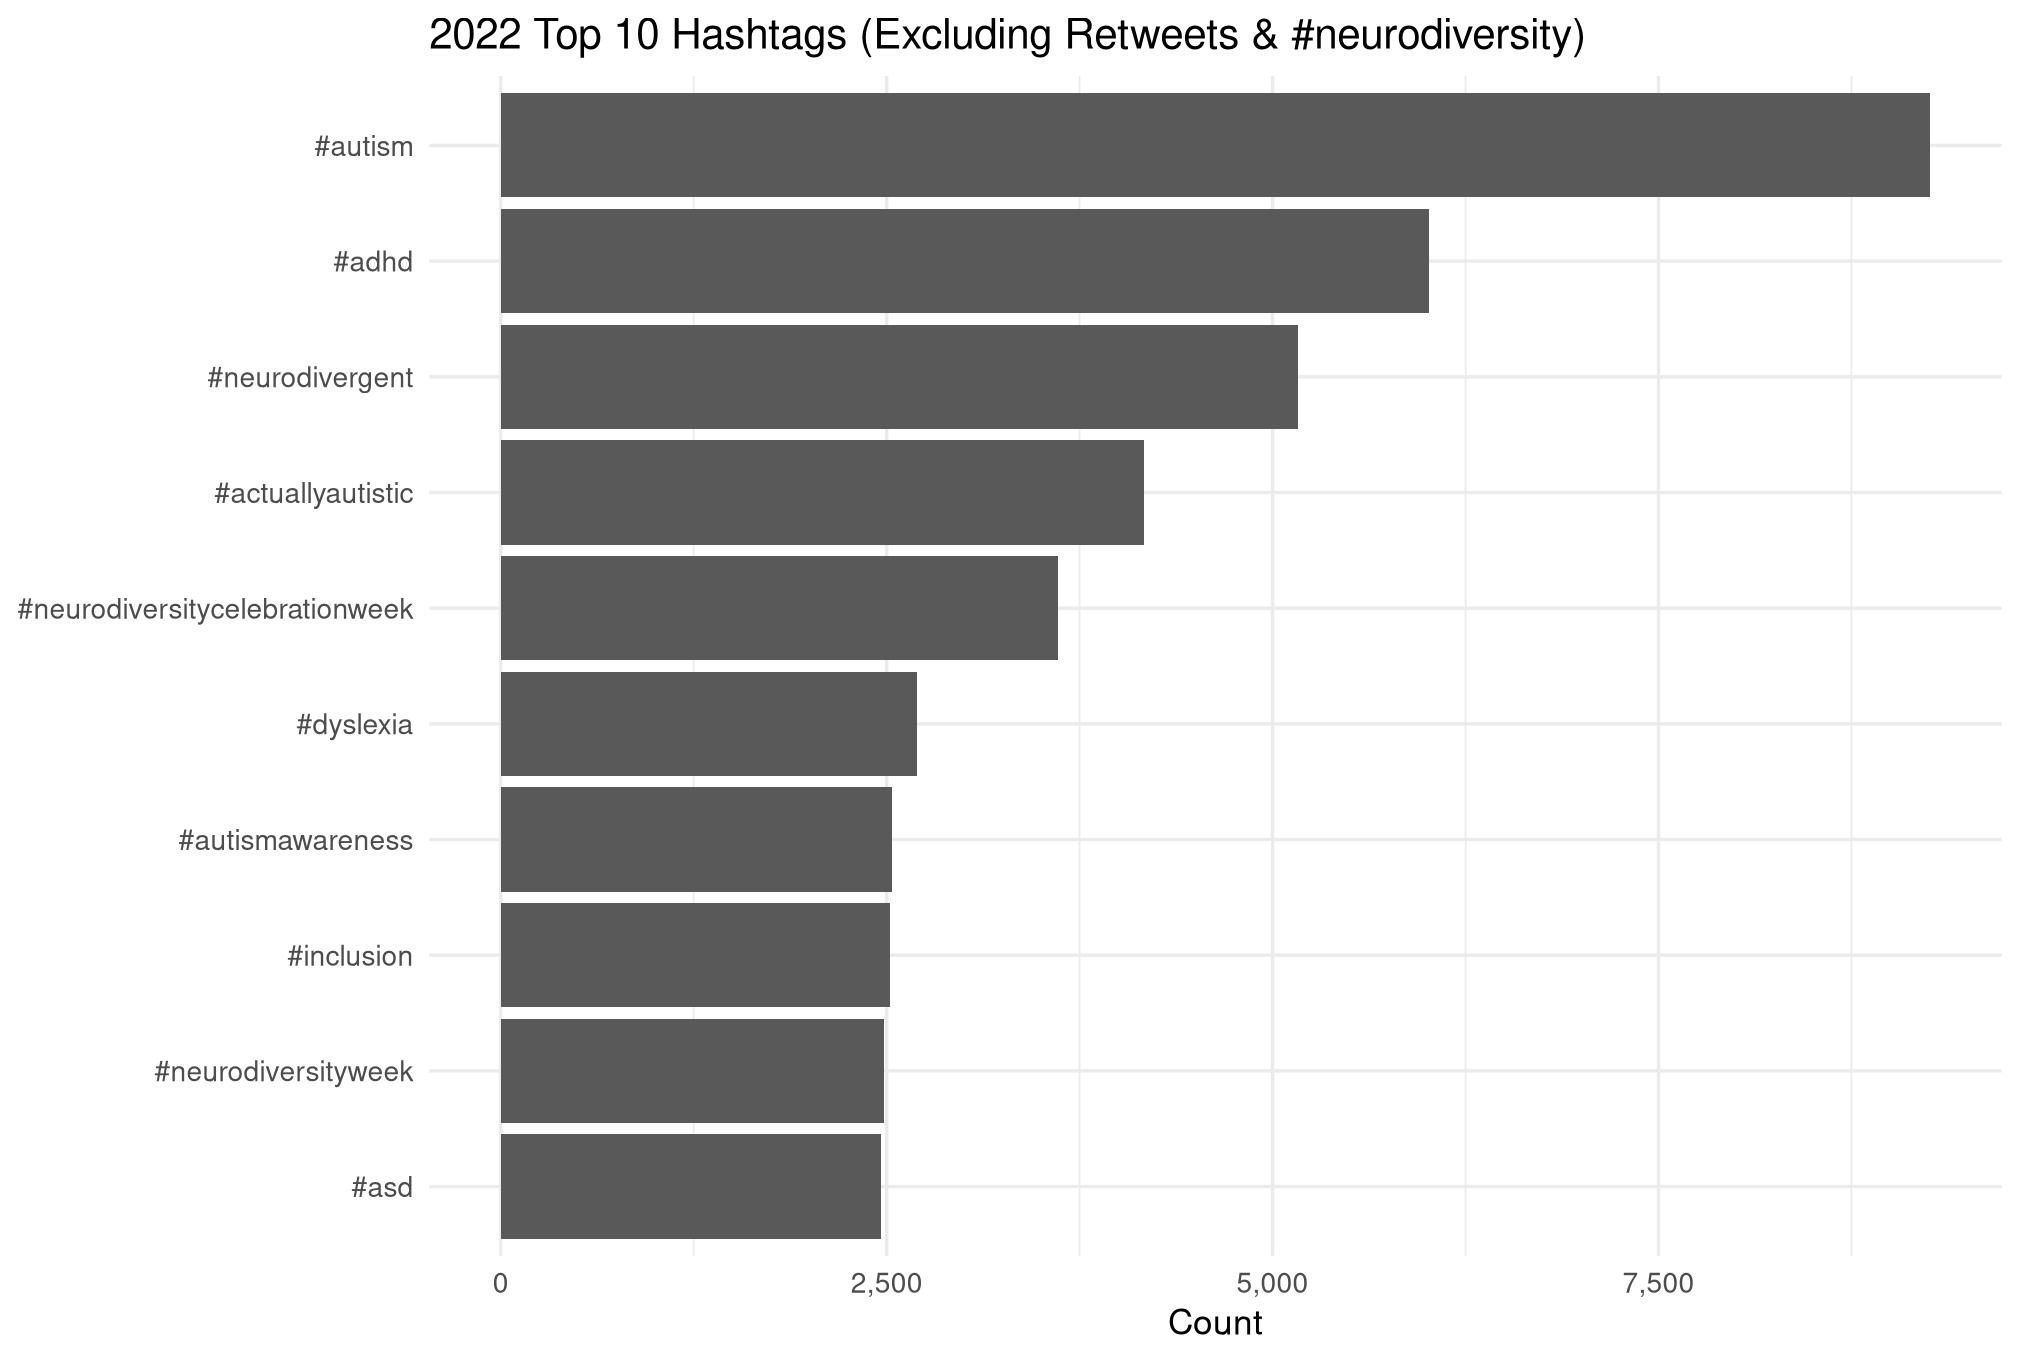 2022 Top 10 Hashtags (Excluding Retweets & #neurodiversity)
#autism
#adhd
#neurodivergent
#actuallyautistic
#neurodiversitycelebrationweek
#dyslexia
#autismawareness
#inclusion
#neurodiversityweek
#asd
0 2,500 5,000 7,500
Count